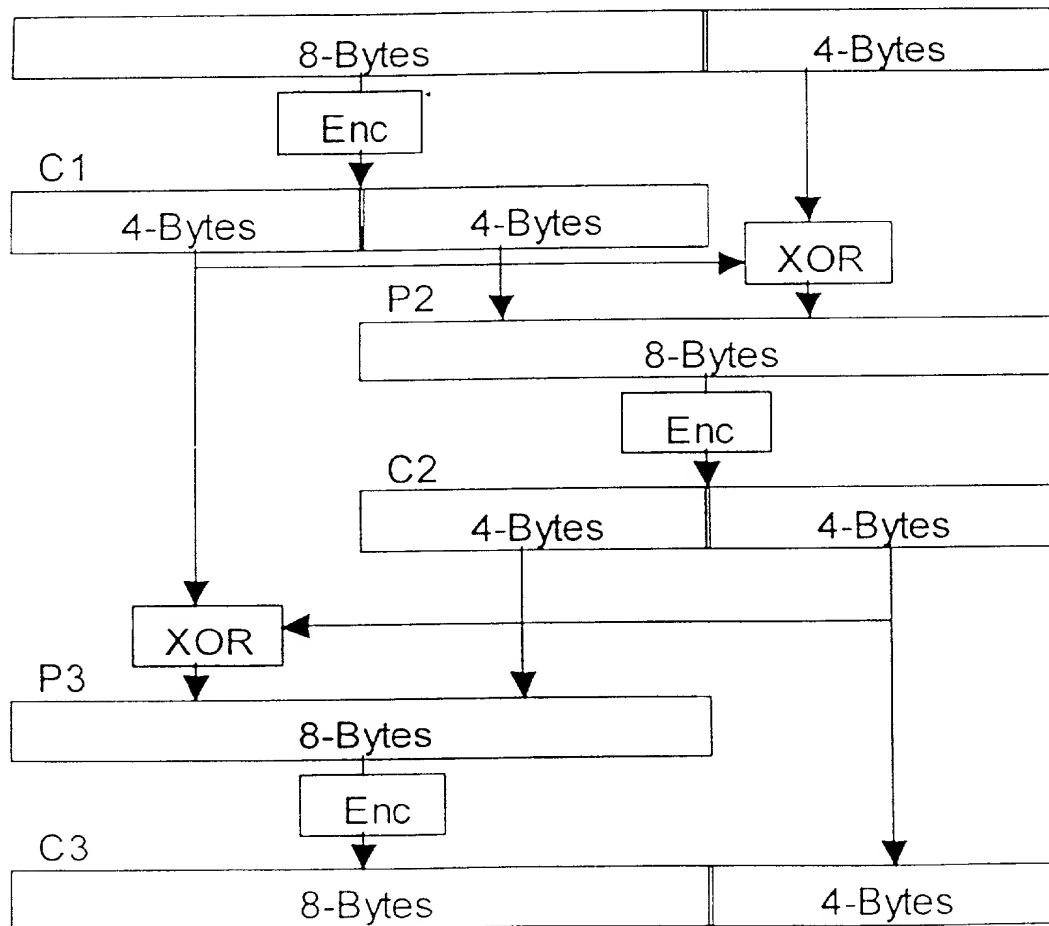 8-Bytes 4-Bytes
Enc
C1
4-Bytes 4-Bytes
XOR
P2
8-Bytes
Enc
C2
4-Bytes 4-Bytes
XOR
P3
8-Bytes
Enc
C3
8-Bytes 4-Bytes